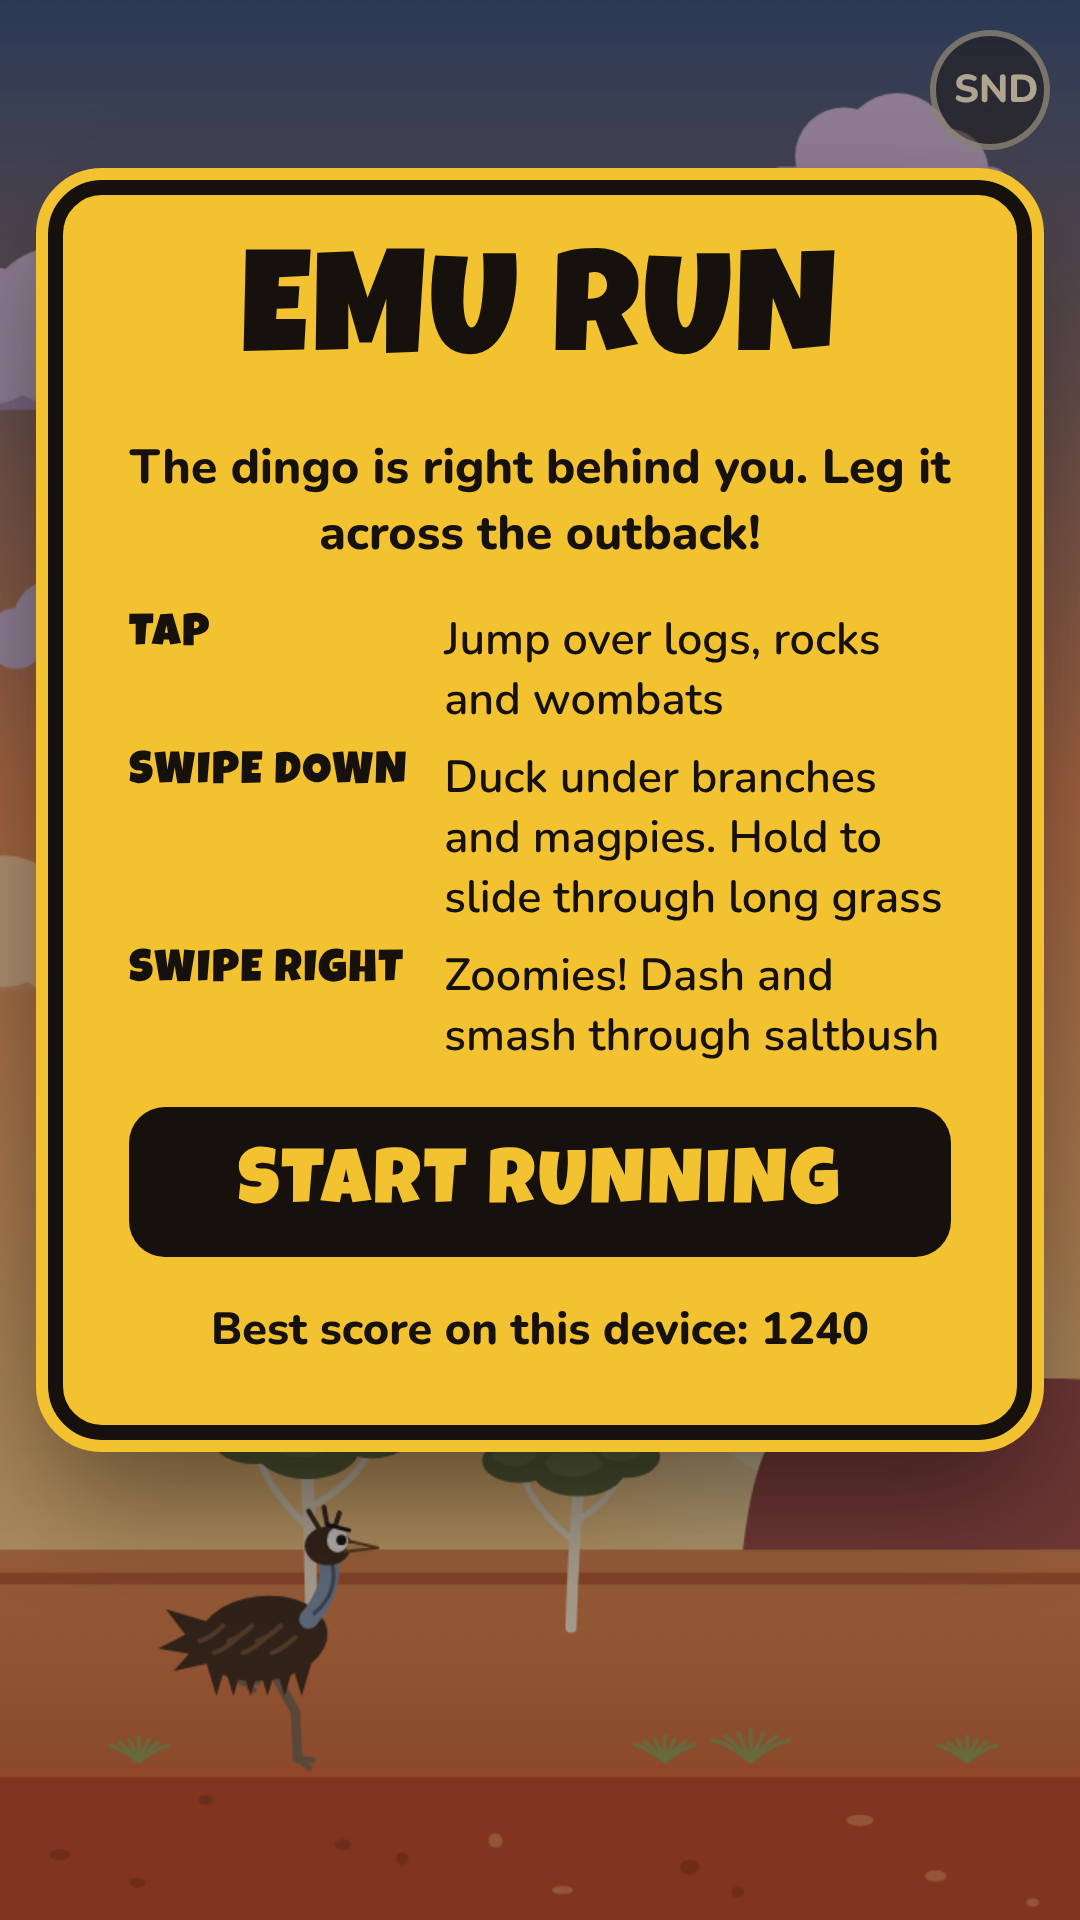 SND
EMU RUN
The dingo is right behind you. Leg it
across the outback!
TAP
Jump over logs, rocks
and wombats
SWIPE DOWN
Duck under branches
and magpies. Hold to
slide through long grass
SWIPE RIGHT
Zoomies! Dash and
smash through saltbush
START RUNNING
Best score on this device: 1240